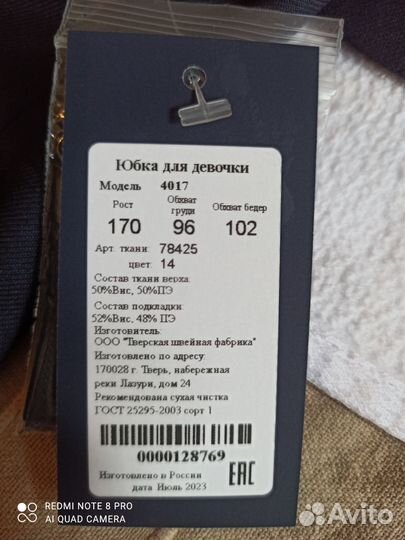 Юбка для девочки
Модель 4017
Рост Обхват груди Обхват бедер
170 96 102
Арт. ткани: 78425
цвет: 14
Состав ткани верха:
50%Вис, 50%ПЭ
Состав подкладки:
52%Вис, 48% ПЭ
Изготовитель:
ООО "Тверская швейная фабрика"
Изготовлено по адресу:
170028 г. Тверь, набережная
реки Лазури, дом 24
Рекомендована сухая чистка
ГОСТ 25295-2003 сорт 1
0000128769
Изготовлено в России
дата Июль 2023
EAC
REDMI NOTE 8 PRO
AI QUAD CAMERA
Avito